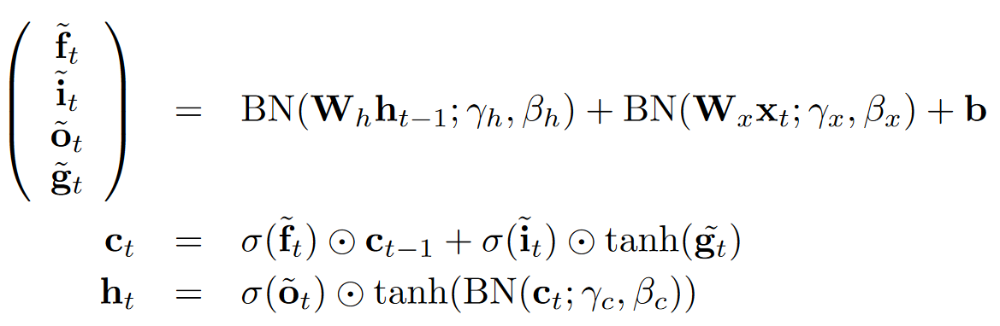 ( f̃_t ĩ_t õ_t g̃_t ) = BN(W_h h_{t−1}; γ_h, β_h) + BN(W_x x_t; γ_x, β_x) + b
c_t = σ(f̃_t) ⊙ c_{t−1} + σ(ĩ_t) ⊙ tanh(g̃_t)
h_t = σ(õ_t) ⊙ tanh(BN(c_t; γ_c, β_c))